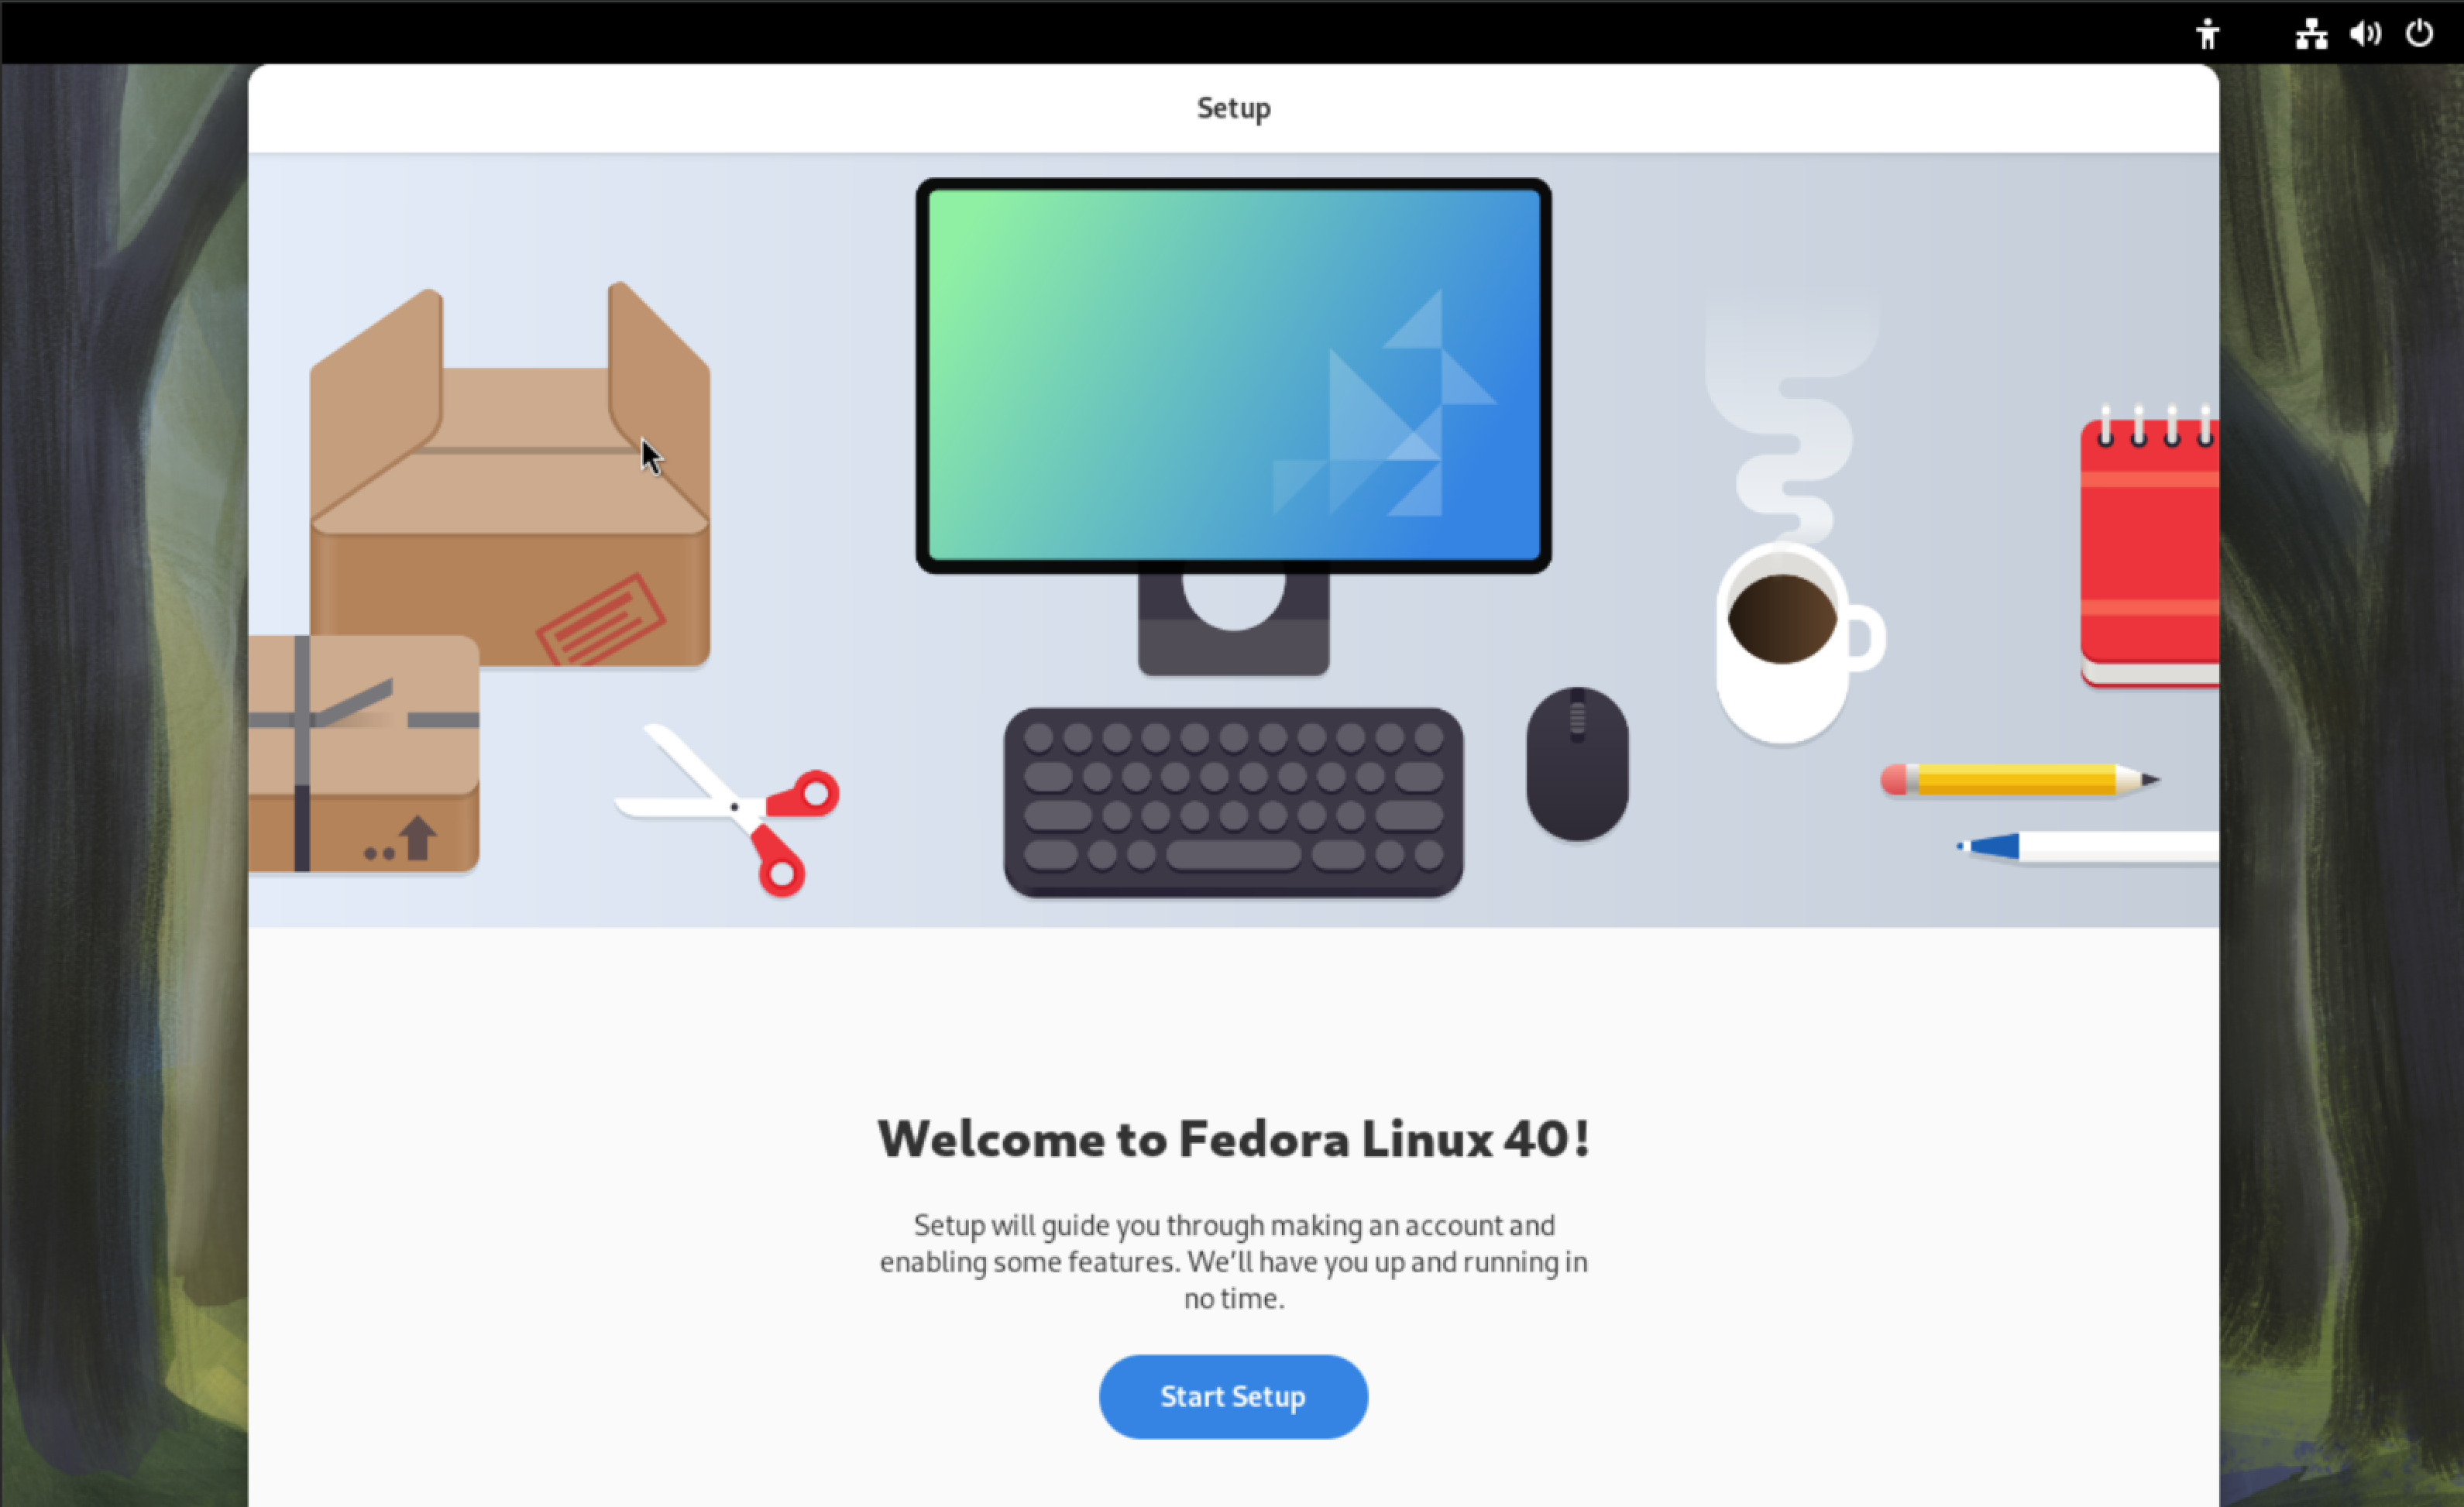 Setup
Welcome to Fedora Linux 40!
Setup will guide you through making an account and
enabling some features. We’ll have you up and running in
no time.
Start Setup